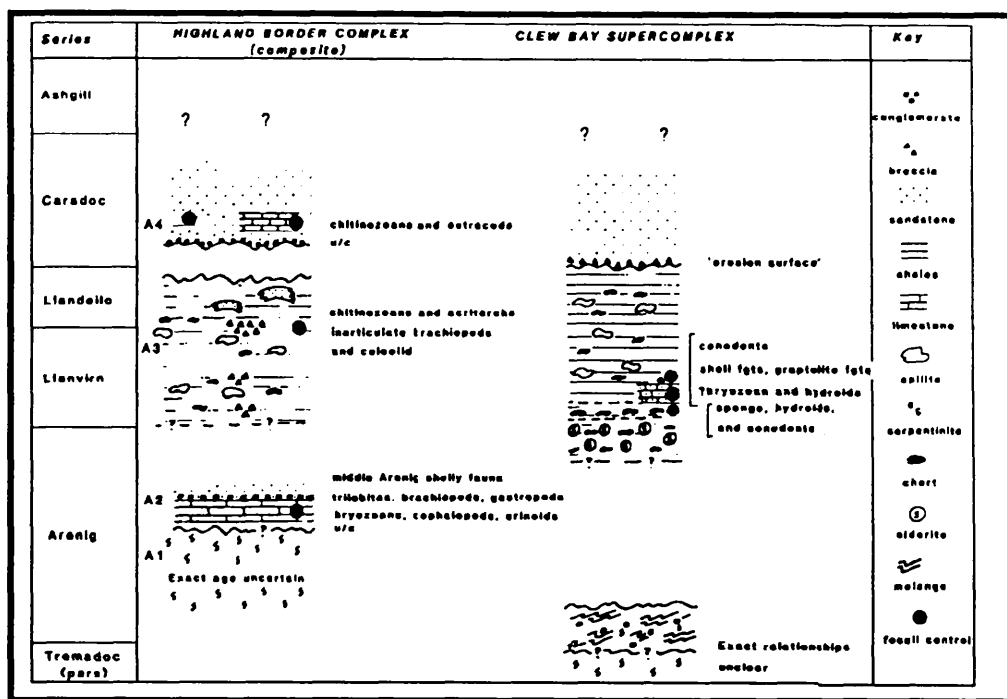 Series
HIGHLAND BORDER COMPLEX
(composite)
CLEW BAY SUPERCOMPLEX
Key
Ashgill
? ?
? ?
Caradoc
A4
chitinozoans and ostracods
u/c
'erosion surface'
Llandeilo
chitinozoans and acritarchs
inarticulate brachiopods
A3
Llanvirn
conodonts
shell fgts, graptolite fgts
?bryozoan and hydroids
sponge, hydroids,
and conodonts
Arenig
middle Arenig shelly fauna
A2
trilobites, brachiopods, gastropods
bryozoans, cephalopods, crinoids
u/c
A1
Exact age uncertain
Tremadoc
(pars)
Exact relationships
unclear
conglomerate
breccia
sandstone
shales
limestone
spilite
serpentinite
chert
siderite
melange
fossil control